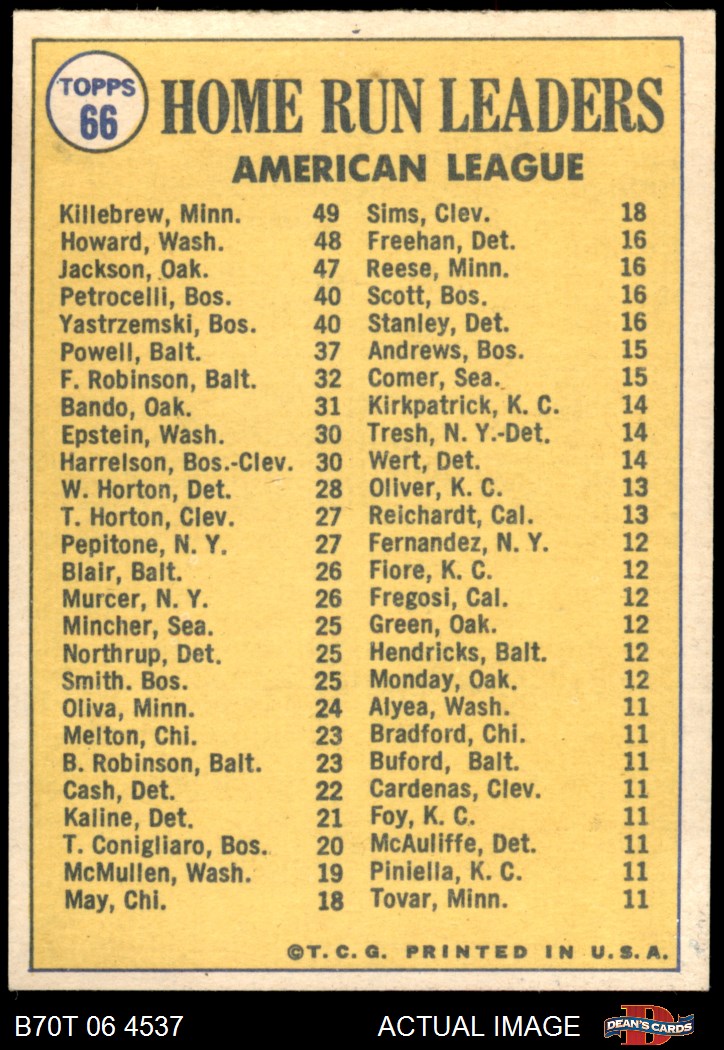 TOPPS
66
HOME RUN LEADERS
AMERICAN LEAGUE
Killebrew, Minn. 49
Howard, Wash. 48
Jackson, Oak. 47
Petrocelli, Bos. 40
Yastrzemski, Bos. 40
Powell, Balt. 37
F. Robinson, Balt. 32
Bando, Oak. 31
Epstein, Wash. 30
Harrelson, Bos.-Clev. 30
W. Horton, Det. 28
T. Horton, Clev. 27
Pepitone, N. Y. 27
Blair, Balt. 26
Murcer, N. Y. 26
Mincher, Sea. 25
Northrup, Det. 25
Smith. Bos. 25
Oliva, Minn. 24
Melton, Chi. 23
B. Robinson, Balt. 23
Cash, Det. 22
Kaline, Det. 21
T. Conigliaro, Bos. 20
McMullen, Wash. 19
May, Chi. 18
Sims, Clev. 18
Freehan, Det. 16
Reese, Minn. 16
Scott, Bos. 16
Stanley, Det. 16
Andrews, Bos. 15
Comer, Sea. 15
Kirkpatrick, K. C. 14
Tresh, N. Y.-Det. 14
Wert, Det. 14
Oliver, K. C. 13
Reichardt, Cal. 13
Fernandez, N. Y. 12
Fiore, K. C. 12
Fregosi, Cal. 12
Green, Oak. 12
Hendricks, Balt. 12
Monday, Oak. 12
Alyea, Wash. 11
Bradford, Chi. 11
Buford, Balt. 11
Cardenas, Clev. 11
Foy, K. C. 11
McAuliffe, Det. 11
Piniella, K. C. 11
Tovar, Minn. 11
©T. C. G. PRINTED IN U. S. A.
B70T 06 4537 ACTUAL IMAGE
D
DEAN'S CARDS